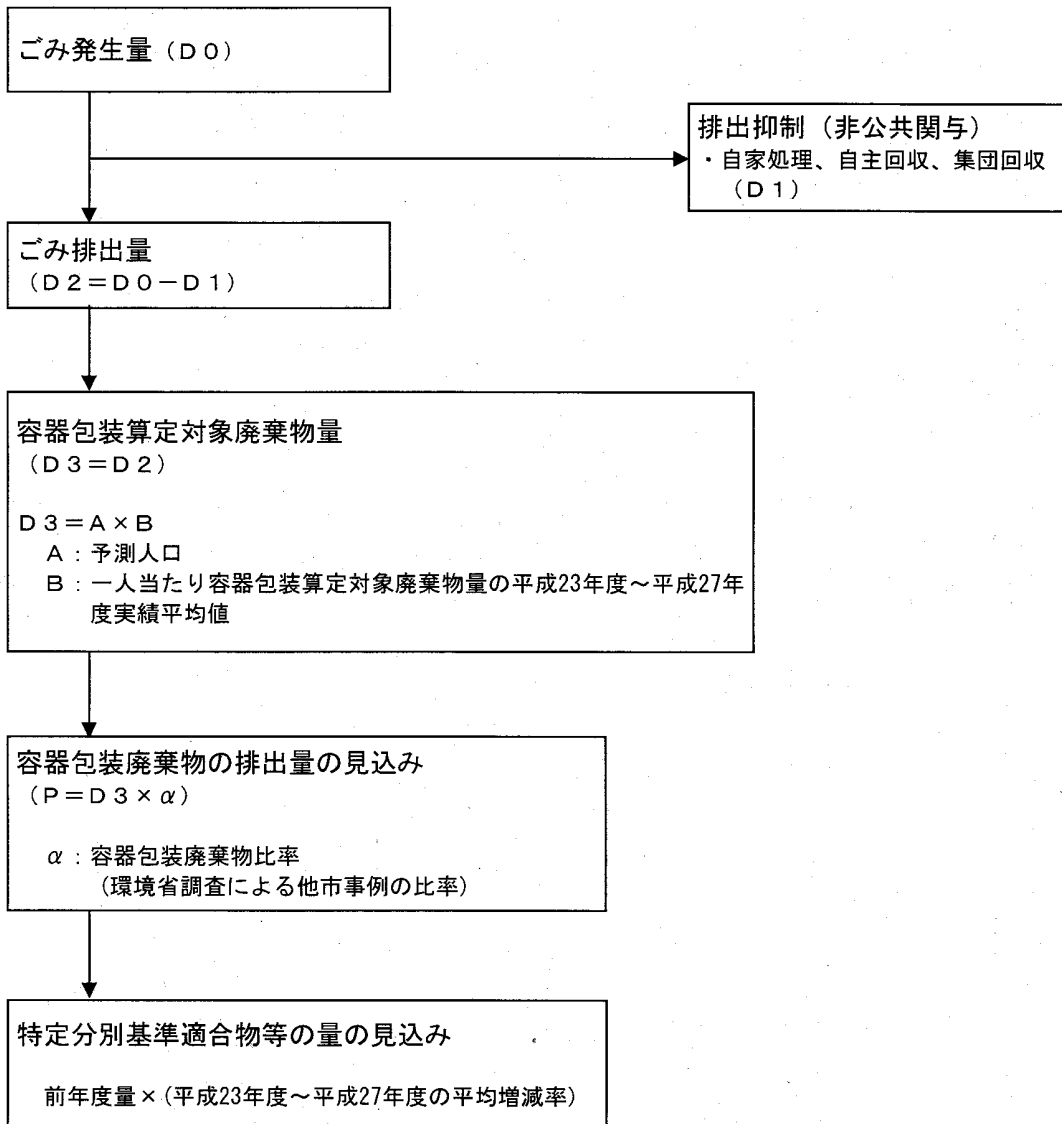 ごみ発生量（Ｄ０）
排出抑制（非公共関与）
・自家処理、自主回収、集団回収
（Ｄ１）
ごみ排出量
（Ｄ２＝Ｄ０－Ｄ１）
容器包装算定対象廃棄物量
（Ｄ３＝Ｄ２）
Ｄ３＝Ａ×Ｂ
Ａ：予測人口
Ｂ：一人当たり容器包装算定対象廃棄物量の平成23年度～平成27年
度実績平均値
容器包装廃棄物の排出量の見込み
（Ｐ＝Ｄ３×α）
α：容器包装廃棄物比率
（環境省調査による他市事例の比率）
特定分別基準適合物等の量の見込み
前年度量×（平成23年度～平成27年度の平均増減率）